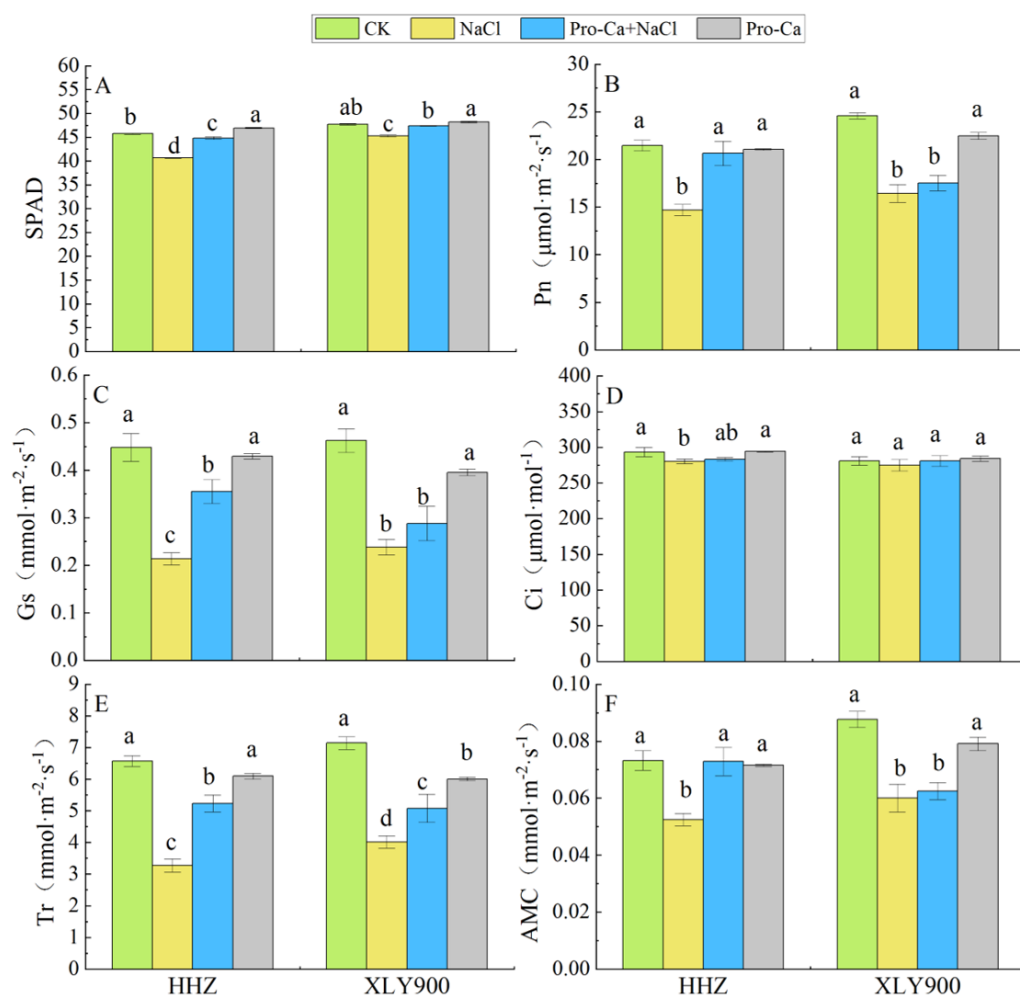 CK NaCl Pro-Ca+NaCl Pro-Ca
A
SPAD
60
55
50
45
40
35
30
25
20
15
10
5
0
b d c a ab c b a
B
Pn（μmol·m⁻²·s⁻¹）
30
25
20
15
10
5
0
a b a a a b b a
C
Gs（mmol·m⁻²·s⁻¹）
0.6
0.5
0.4
0.3
0.2
0.1
0.0
a c b a a b b a
D
Ci（μmol·mol⁻¹）
400
350
300
250
200
150
100
50
0
a b ab a a a a a
E
Tr（mmol·m⁻²·s⁻¹）
9
8
7
6
5
4
3
2
1
0
a c b a a d c b
HHZ XLY900
F
AMC（mmol·m⁻²·s⁻¹）
0.10
0.08
0.06
0.04
0.02
0.00
a b a a a b b a
HHZ XLY900